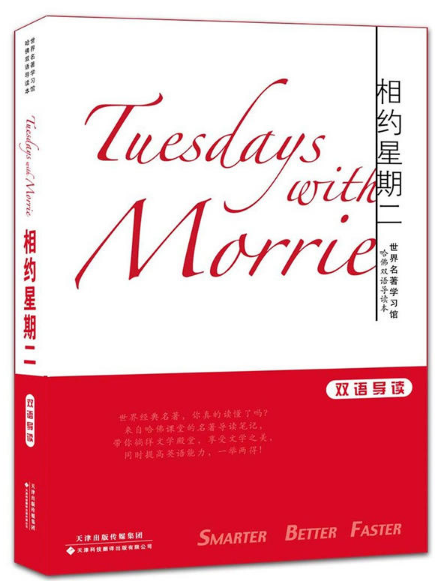 世界名著学习馆
哈佛双语导读本
Tuesdays with Morrie
相约星期二
双语导读
Tuesdays
with
Morrie
相约星期二
世界名著学习馆
哈佛双语导读本
双语导读
世界经典名著，你真的读懂了吗？
来自哈佛课堂的名著导读笔记，
带你徜徉文学殿堂，享受文学之美，
同时提高英语能力，一举两得！
天津出版传媒集团
天津科技翻译出版有限公司
SMARTER BETTER FASTER